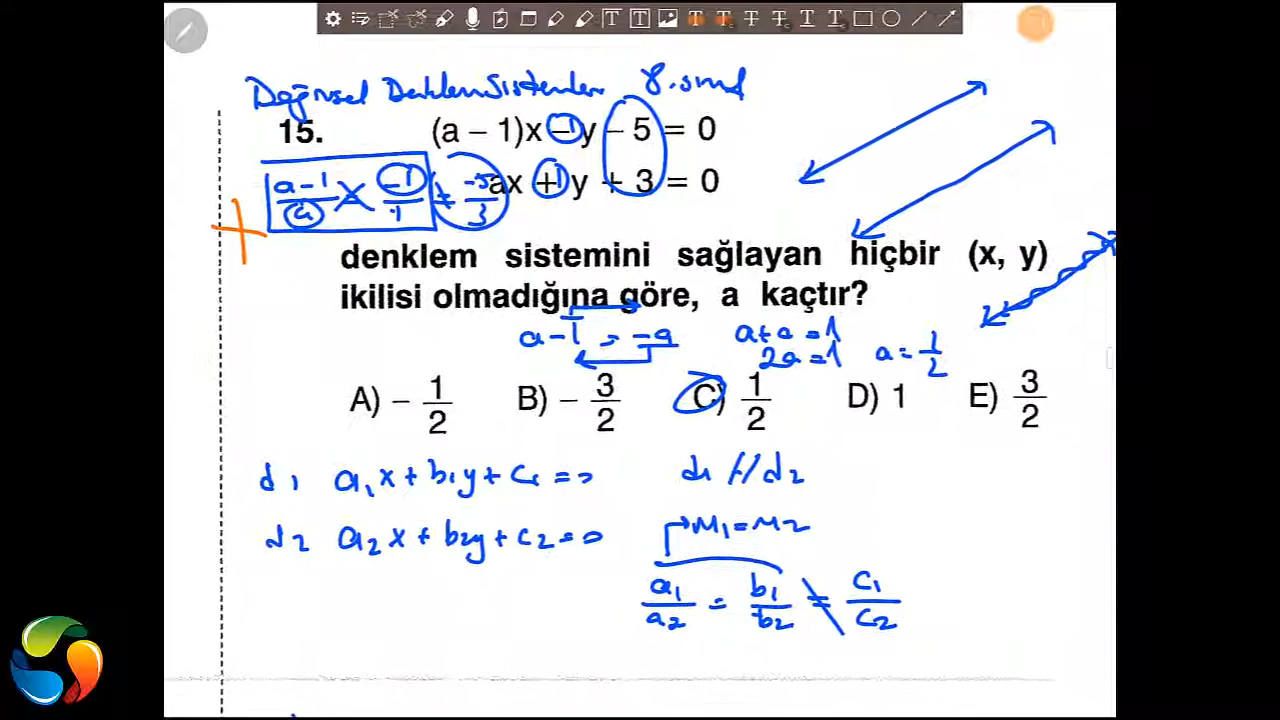 Doğrusal Denklem Sistemleri 8.sınıf
15. (a – 1)x – y – 5 = 0
ax + y + 3 = 0
a-1/a = -1/1 ≠ -5/3
denklem sistemini sağlayan hiçbir (x, y)
ikilisi olmadığına göre, a kaçtır?
a-1 = -a
a+a=1
2a=1 a=1/2
A) – 1/2 B) – 3/2 C) 1/2 D) 1 E) 3/2
d1 a1x+b1y+c1=0 d1//d2
d2 a2x+b2y+c2=0 M1=M2
a1/a2 = b1/b2 ≠ c1/c2